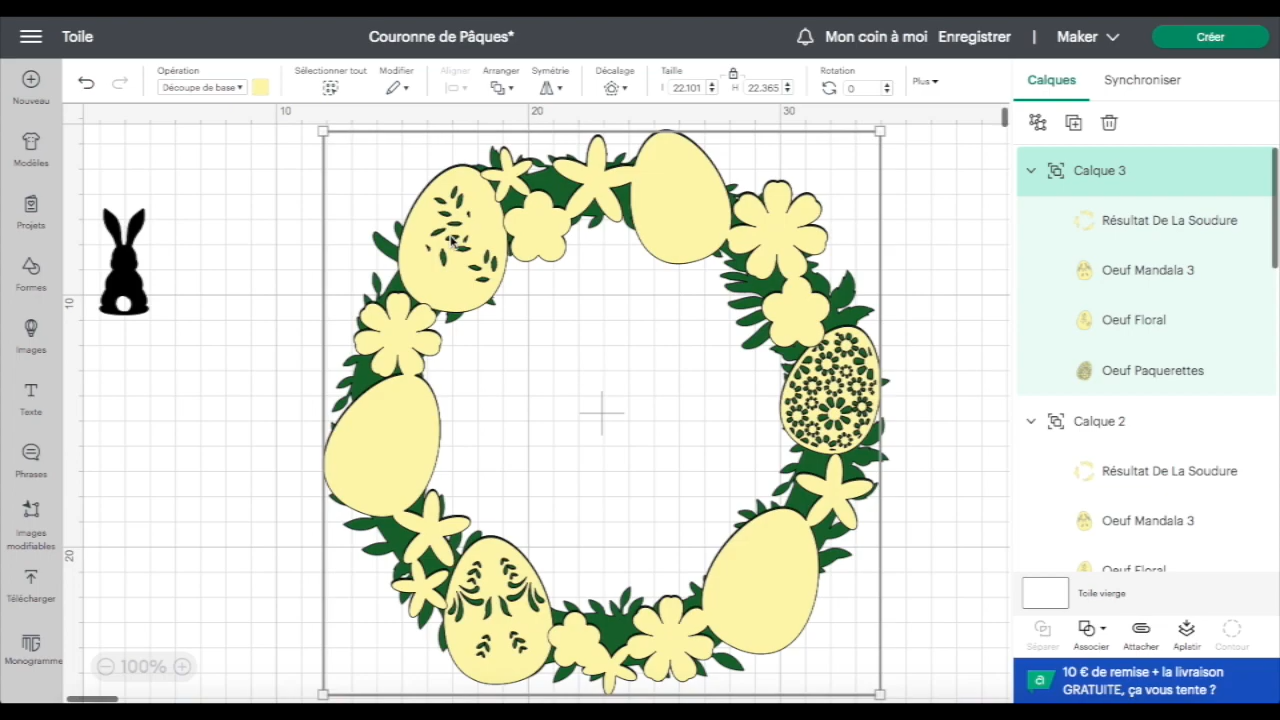 Toile
Couronne de Pâques*
Mon coin à moi
Enregistrer
|
Maker
Créer
Opération
Découpe de base
Sélectionner tout
Modifier
Aligner
Arranger
Symétrie
Décalage
Taille
l 22.101
H 22.365
Rotation
0
Plus
Nouveau
Modèles
Projets
Formes
Images
Texte
Phrases
Images
modifiables
Télécharger
Monogramme
10
20
30
10
20
100%
Calques
Synchroniser
Calque 3
Résultat De La Soudure
Oeuf Mandala 3
Oeuf Floral
Oeuf Paquerettes
Calque 2
Résultat De La Soudure
Oeuf Mandala 3
Oeuf Floral
Toile vierge
Séparer
Associer
Attacher
Aplatir
Contour
a
10 € de remise + la livraison
GRATUITE, ça vous tente ?